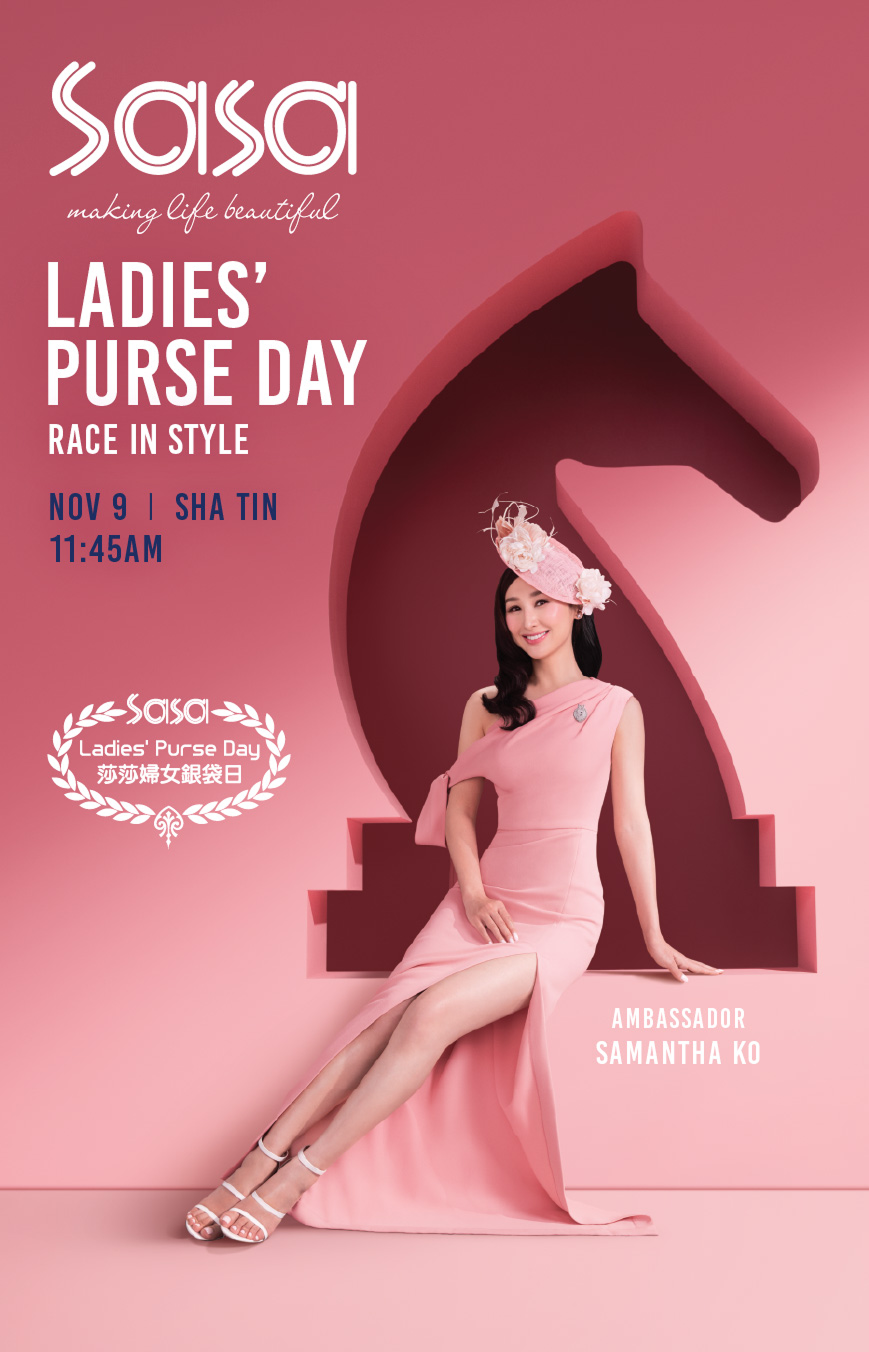 Sasa
making life beautiful
LADIES'
PURSE DAY
RACE IN STYLE
NOV 9 | SHA TIN
11:45AM
Sasa
Ladies' Purse Day
莎莎婦女銀袋日
AMBASSADOR
SAMANTHA KO